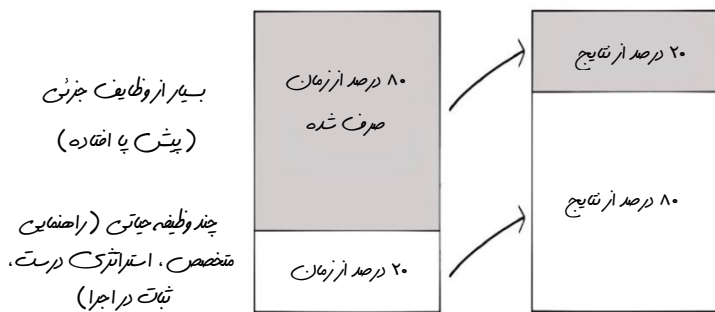 بسیار از وظایف جزئی
(پیش پا افتاده)
چند وظیفه حیاتی (راهنمایی
متخصص، استراتژی درست،
ثبات در اجرا)
۸۰ درصد از زمان
صرف شده
۲۰ درصد از زمان
۲۰ درصد از نتایج
۸۰ درصد از نتایج